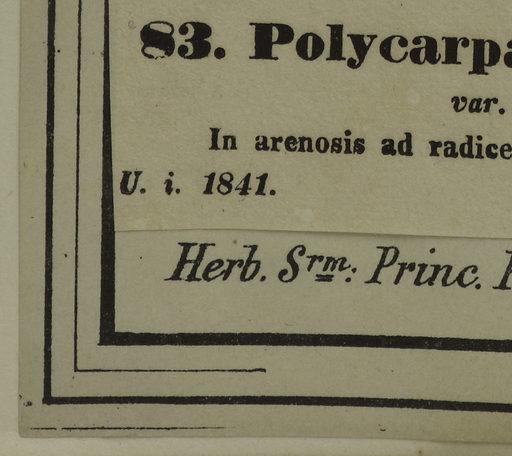 83. Polycarpa
var.
In arenosis ad radice
U. i. 1841.
Herb. Srm: Princ.